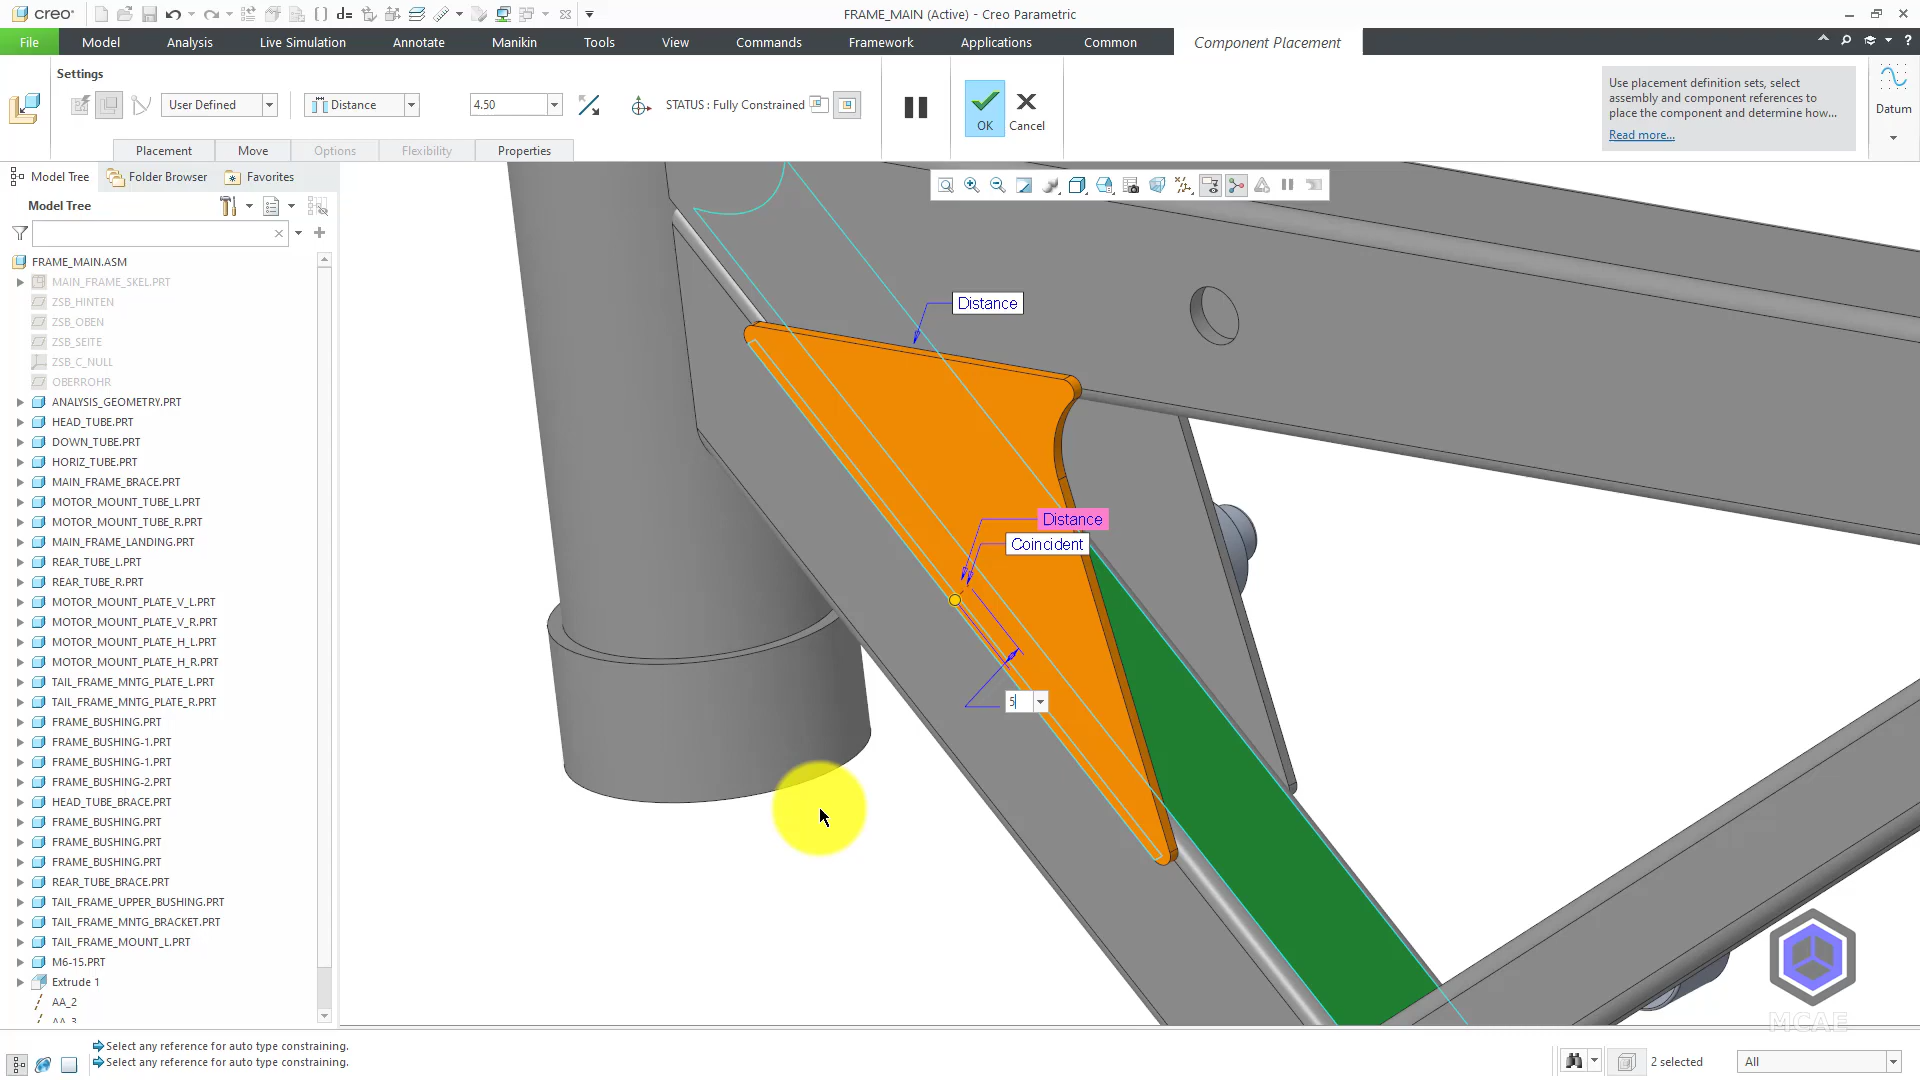 creo
d=
FRAME_MAIN (Active) - Creo Parametric
File
Model
Analysis
Live Simulation
Annotate
Manikin
Tools
View
Commands
Framework
Applications
Common
Component Placement
Settings
User Defined
Distance
4.50
STATUS : Fully Constrained
OK
Cancel
Use placement definition sets, select
assembly and component references to
place the component and determine how...
Read more...
Datum
Placement
Move
Options
Flexibility
Properties
Model Tree
Folder Browser
Favorites
Model Tree
FRAME_MAIN.ASM
MAIN_FRAME_SKEL.PRT
ZSB_HINTEN
ZSB_OBEN
ZSB_SEITE
ZSB_C_NULL
OBERROHR
ANALYSIS_GEOMETRY.PRT
HEAD_TUBE.PRT
DOWN_TUBE.PRT
HORIZ_TUBE.PRT
MAIN_FRAME_BRACE.PRT
MOTOR_MOUNT_TUBE_L.PRT
MOTOR_MOUNT_TUBE_R.PRT
MAIN_FRAME_LANDING.PRT
REAR_TUBE_L.PRT
REAR_TUBE_R.PRT
MOTOR_MOUNT_PLATE_V_L.PRT
MOTOR_MOUNT_PLATE_V_R.PRT
MOTOR_MOUNT_PLATE_H_L.PRT
MOTOR_MOUNT_PLATE_H_R.PRT
TAIL_FRAME_MNTG_PLATE_L.PRT
TAIL_FRAME_MNTG_PLATE_R.PRT
FRAME_BUSHING.PRT
FRAME_BUSHING-1.PRT
FRAME_BUSHING-1.PRT
FRAME_BUSHING-2.PRT
HEAD_TUBE_BRACE.PRT
FRAME_BUSHING.PRT
FRAME_BUSHING.PRT
FRAME_BUSHING.PRT
REAR_TUBE_BRACE.PRT
TAIL_FRAME_UPPER_BUSHING.PRT
TAIL_FRAME_MNTG_BRACKET.PRT
TAIL_FRAME_MOUNT_L.PRT
M6-15.PRT
Extrude 1
AA_2
AA_3
Distance
Distance
Coincident
5
MCAE
Select any reference for auto type constraining.
Select any reference for auto type constraining.
2 selected
All